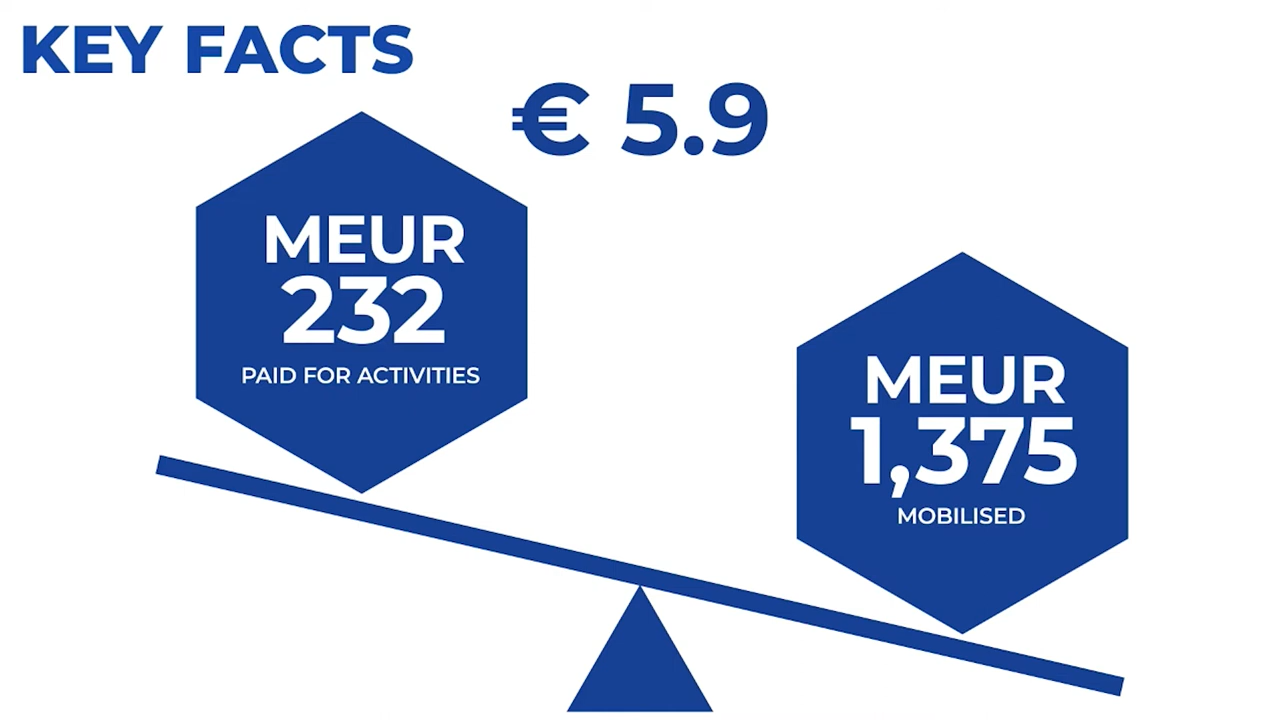 KEY FACTS
€ 5.9
MEUR
232
PAID FOR ACTIVITIES
MEUR
1,375
MOBILISED